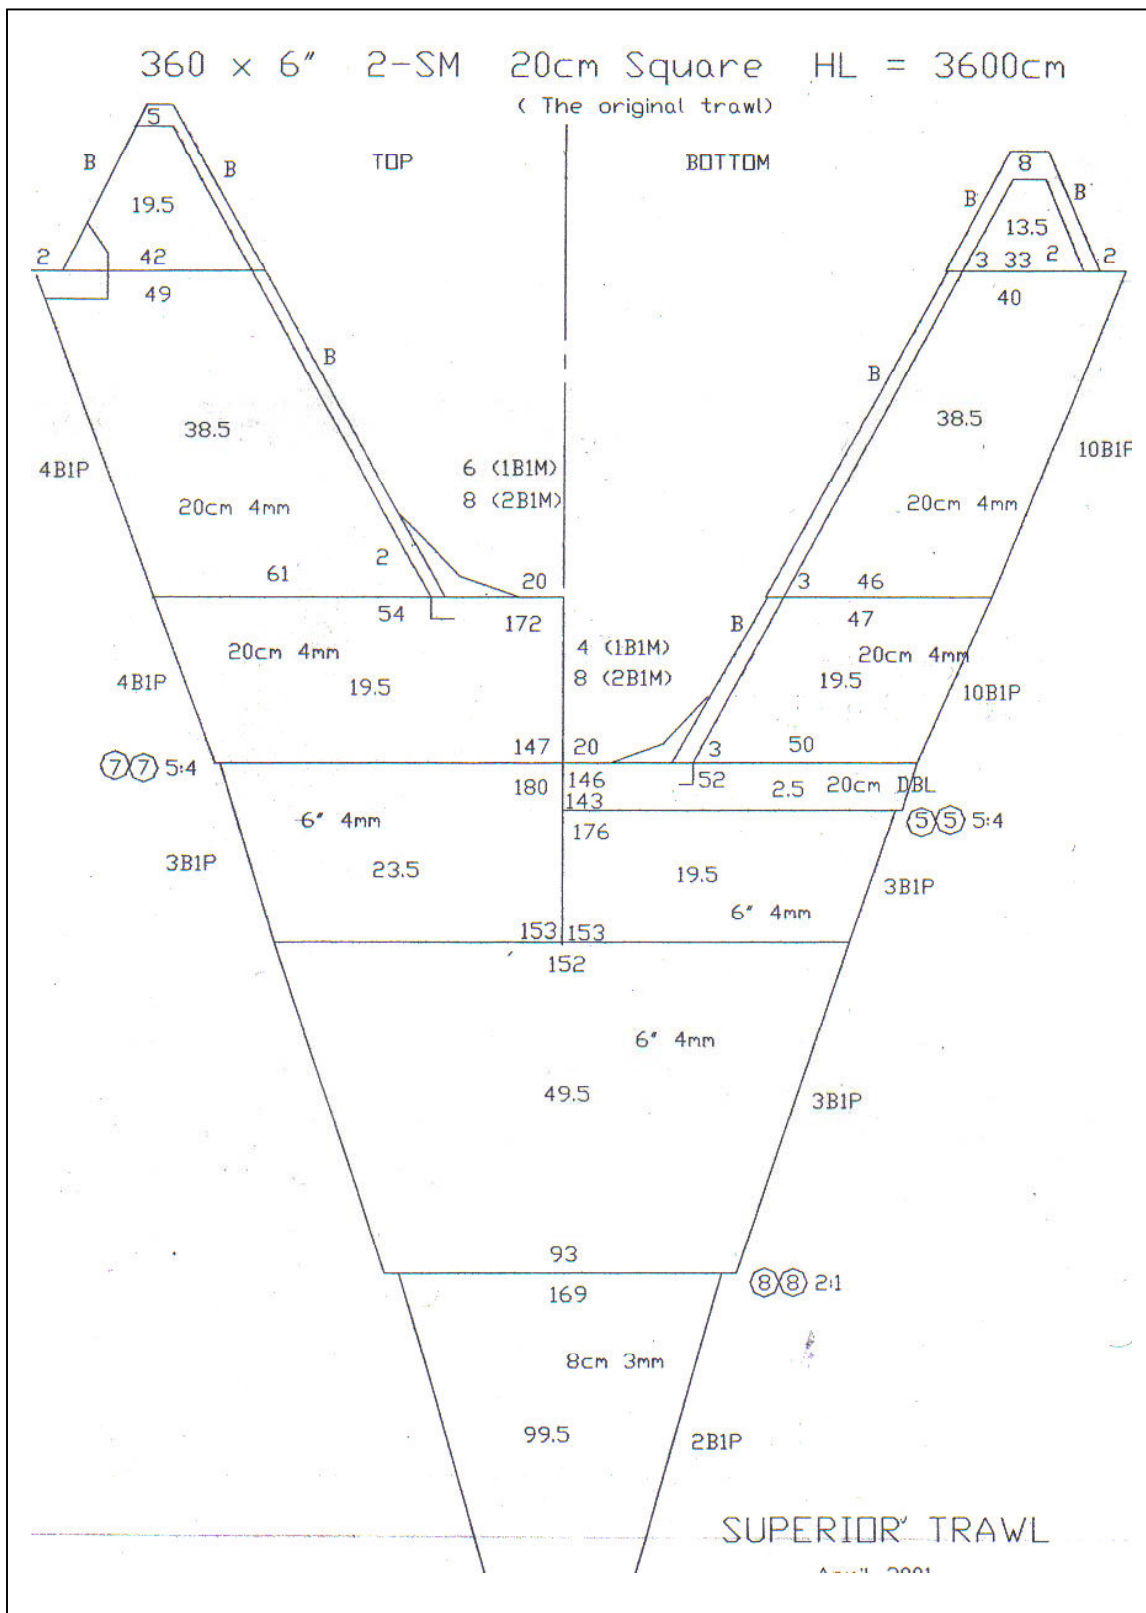 360 x 6″ 2-SM 20cm Square HL = 3600cm
( The original trawl)
5
B
TOP
B
BOTTOM
8
B
B
19.5
13.5
2
42
3 33 2
2
49
40
B
B
38.5
38.5
4B1P
6 (1B1M)
10B1P
8 (2B1M)
20cm 4mm
20cm 4mm
2
61
20
3
46
54
172
47
B
20cm 4mm
4 (1B1M)
20cm 4mm
4B1P
19.5
8 (2B1M)
19.5
10B1P
147
20
3
50
7 7 5:4
180
146
52
2.5
20cm DBL
143
6″ 4mm
176
5 5 5:4
3B1P
23.5
19.5
3B1P
6″ 4mm
153
153
152
6″ 4mm
49.5
3B1P
93
169
8 8 2:1
8cm 3mm
99.5
2B1P
SUPERIOR TRAWL